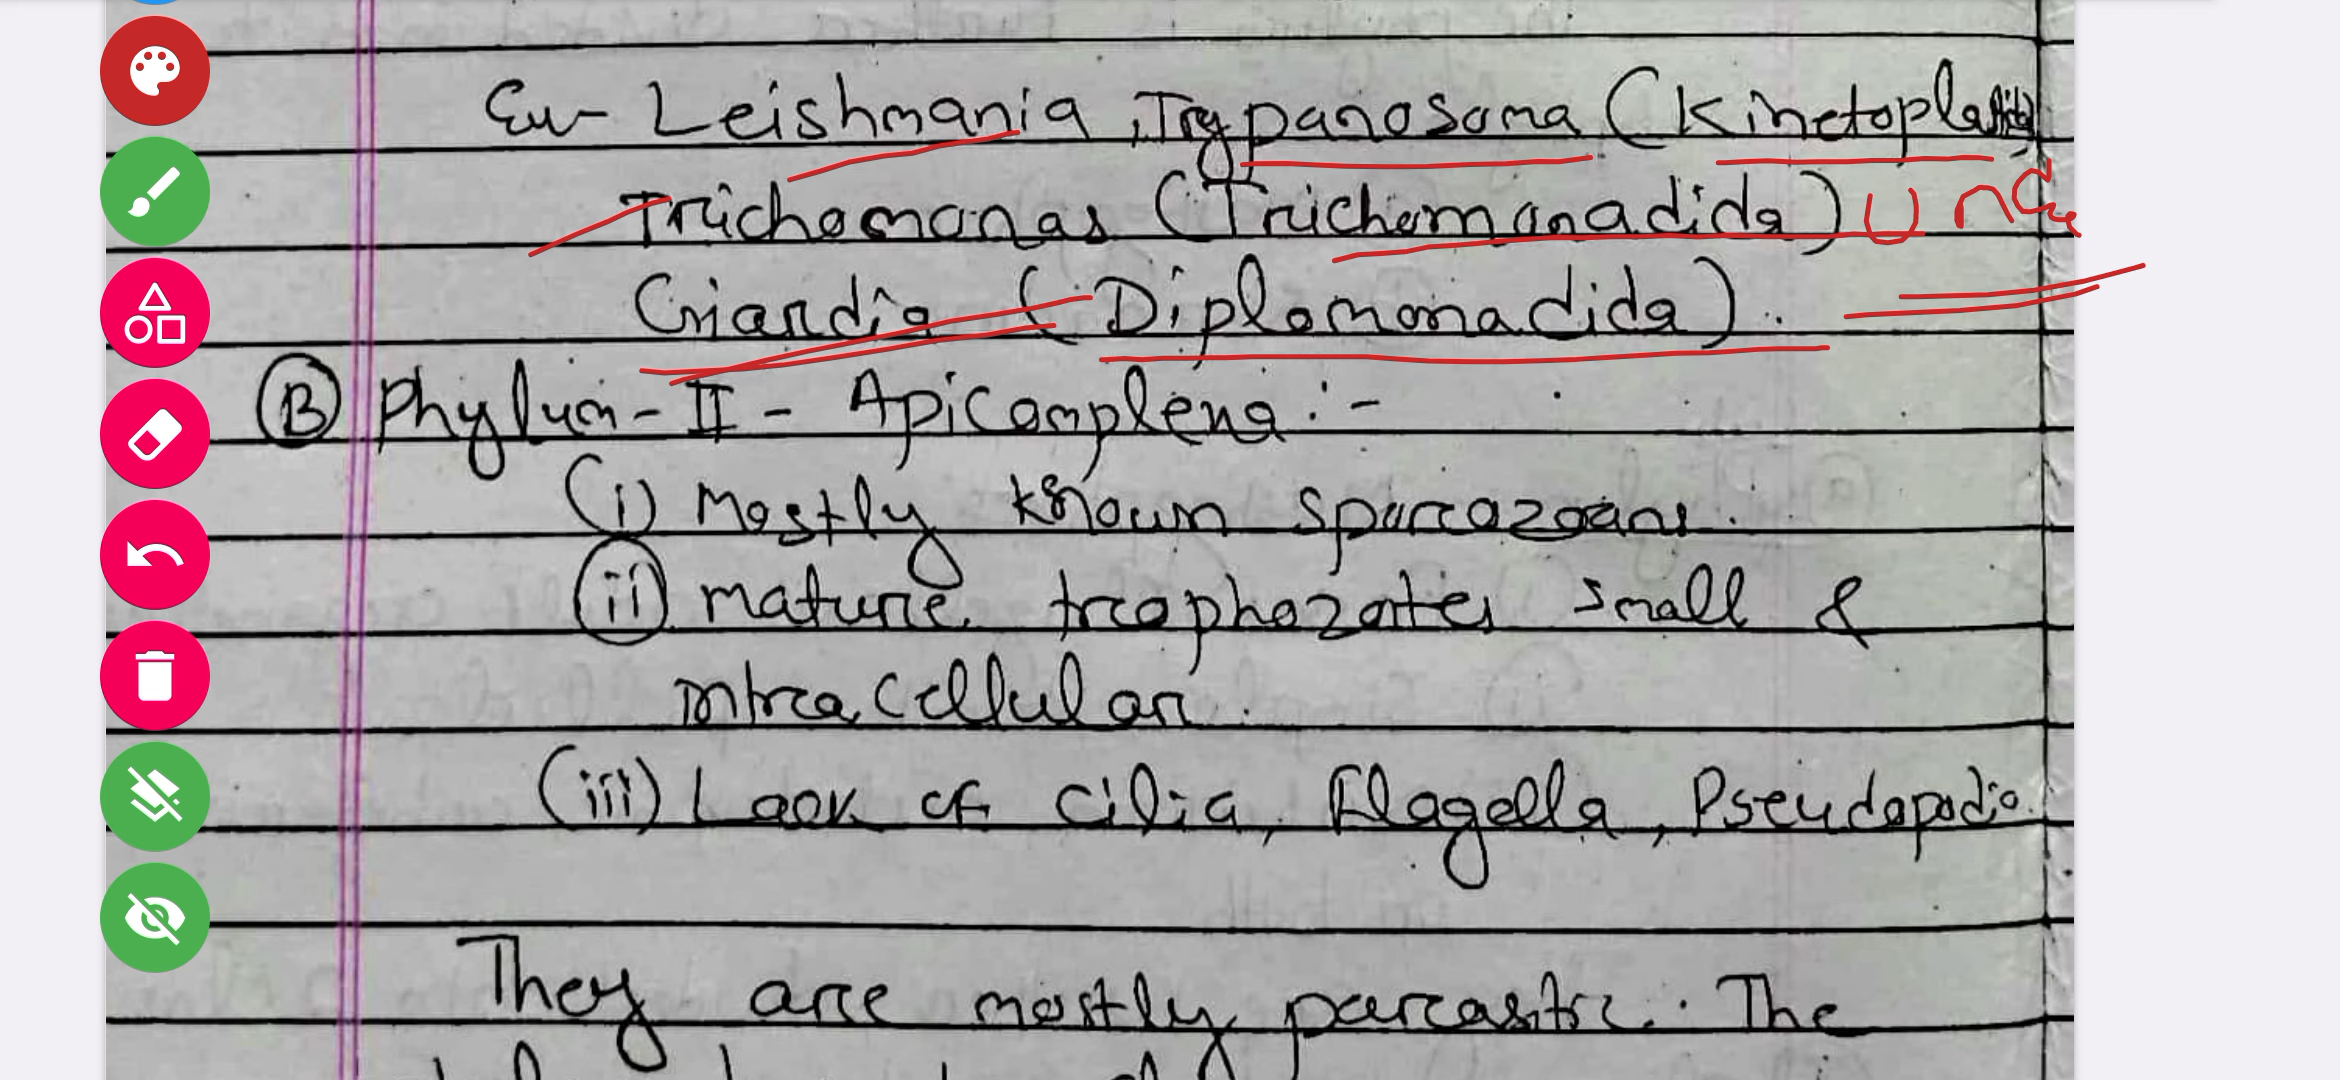 Ex- Leishmania, Trypanosoma (Kinetoplastida)
Trichomonas (Trichomonadida)
Giardia (Diplomonadida).
(B) Phylum - II - Apicomplexa :-
(i) Mostly known sporozoans.
(ii) mature trophozoites small &
intracellular.
(iii) Lack of cilia, Flagella, Pseudopodia.
They are mostly parasitic. The